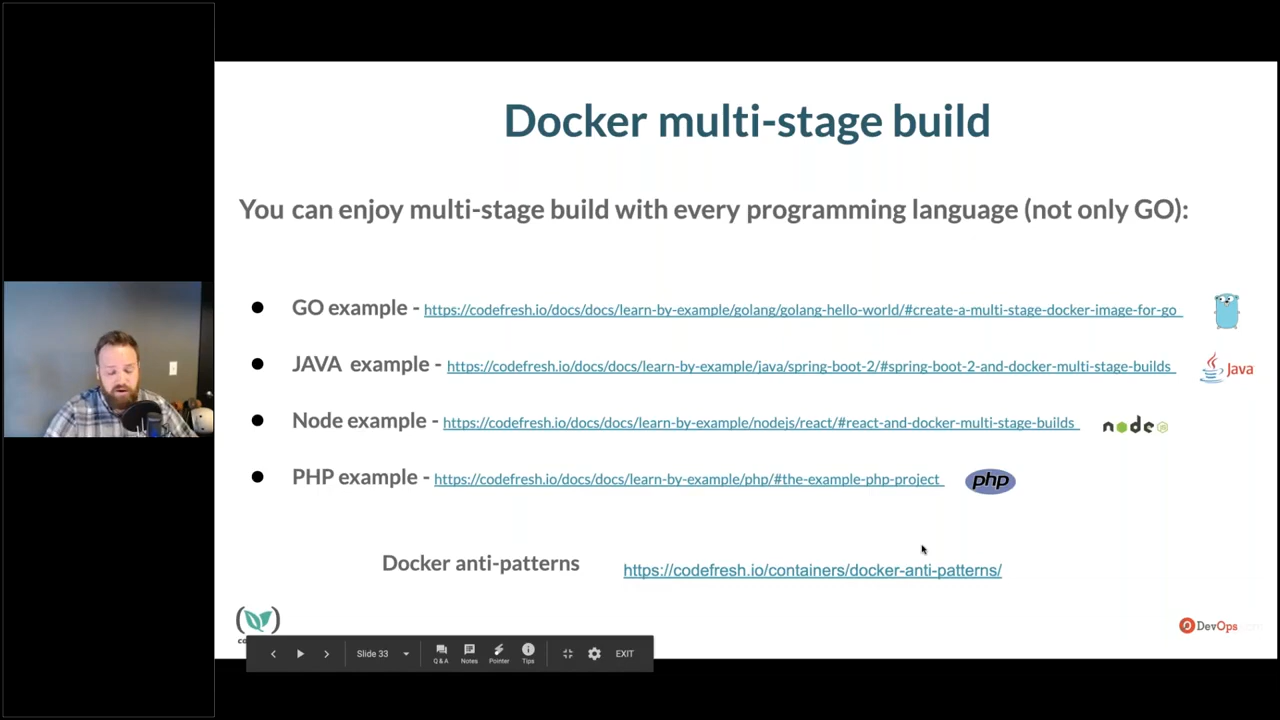 Docker multi-stage build
You can enjoy multi-stage build with every programming language (not only GO):
GO example - https://codefresh.io/docs/docs/learn-by-example/golang/golang-hello-world/#create-a-multi-stage-docker-image-for-go
JAVA example - https://codefresh.io/docs/docs/learn-by-example/java/spring-boot-2/#spring-boot-2-and-docker-multi-stage-builds
Java
Node example - https://codefresh.io/docs/docs/learn-by-example/nodejs/react/#react-and-docker-multi-stage-builds
node
PHP example - https://codefresh.io/docs/docs/learn-by-example/php/#the-example-php-project
php
Docker anti-patterns https://codefresh.io/containers/docker-anti-patterns/
DevOps
Slide 33
Q & A
Notes
Pointer
Tips
EXIT